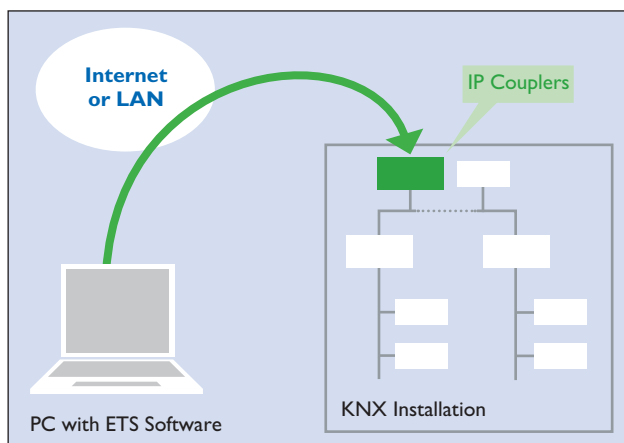 Internet
or LAN
IP Couplers
PC with ETS Software
KNX Installation